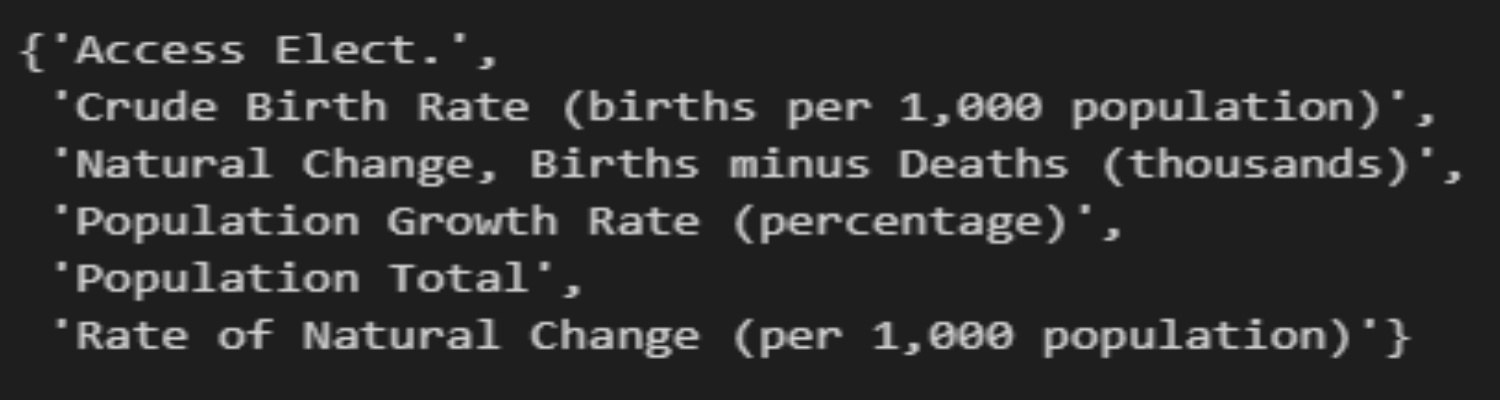 {'Access Elect.',
 'Crude Birth Rate (births per 1,000 population)',
 'Natural Change, Births minus Deaths (thousands)',
 'Population Growth Rate (percentage)',
 'Population Total',
 'Rate of Natural Change (per 1,000 population)'}